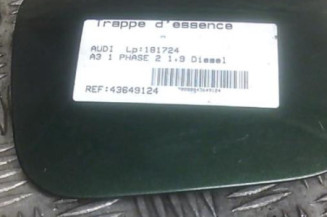 Trappe d'essence
AUDI Lp:181724
A3 1 PHASE 2 1.9 Diesel
REF:43649124